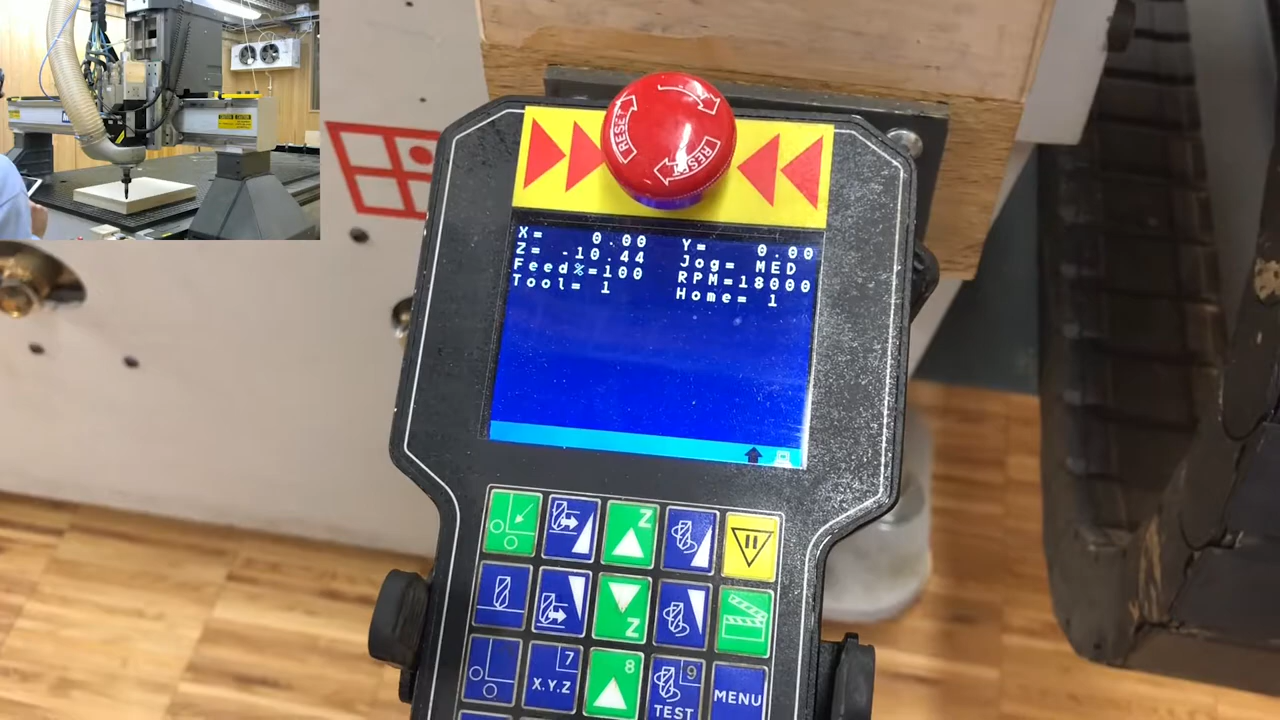 RESET
RESET
X= 0.00 Y= 0.00
Z= -10.44 Jog= MED
Feed%=100 RPM=18000
Tool= 1 Home= 1
Z
Z
7
X.Y.Z
8
9
TEST
MENU